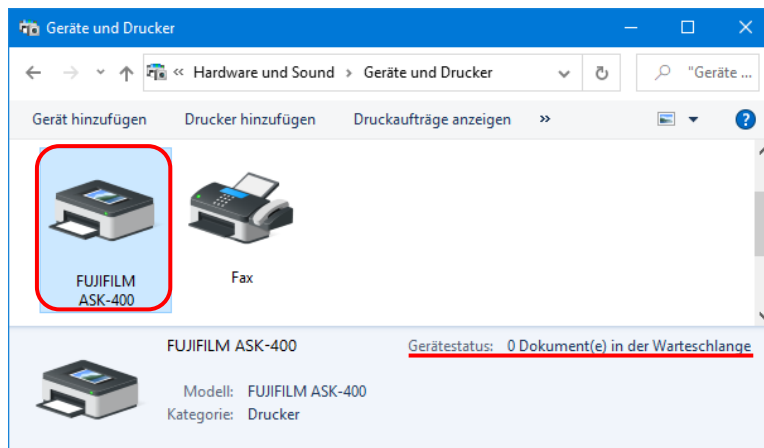 Geräte und Drucker
« Hardware und Sound › Geräte und Drucker "Geräte ...
Gerät hinzufügen Drucker hinzufügen Druckaufträge anzeigen » ?
FUJIFILM
ASK-400
Fax
FUJIFILM ASK-400 Gerätestatus: 0 Dokument(e) in der Warteschlange
Modell: FUJIFILM ASK-400
Kategorie: Drucker